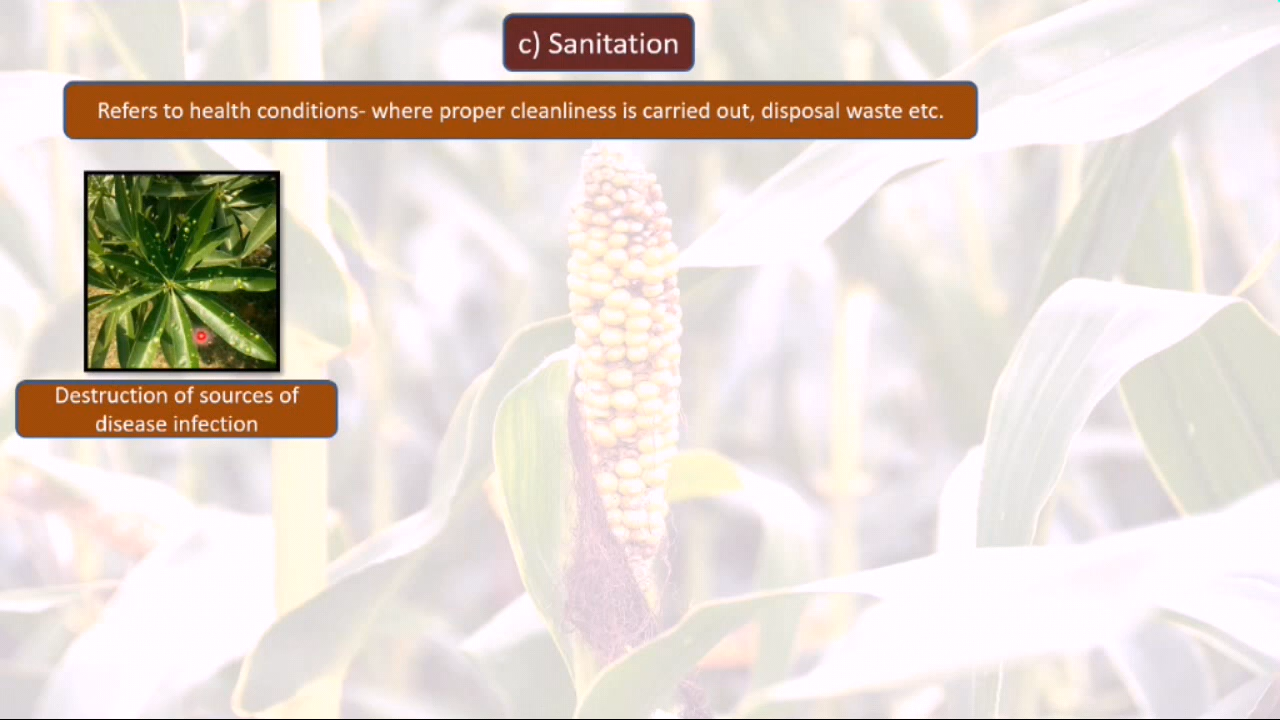 c) Sanitation
Refers to health conditions- where proper cleanliness is carried out, disposal waste etc.
Destruction of sources of
disease infection